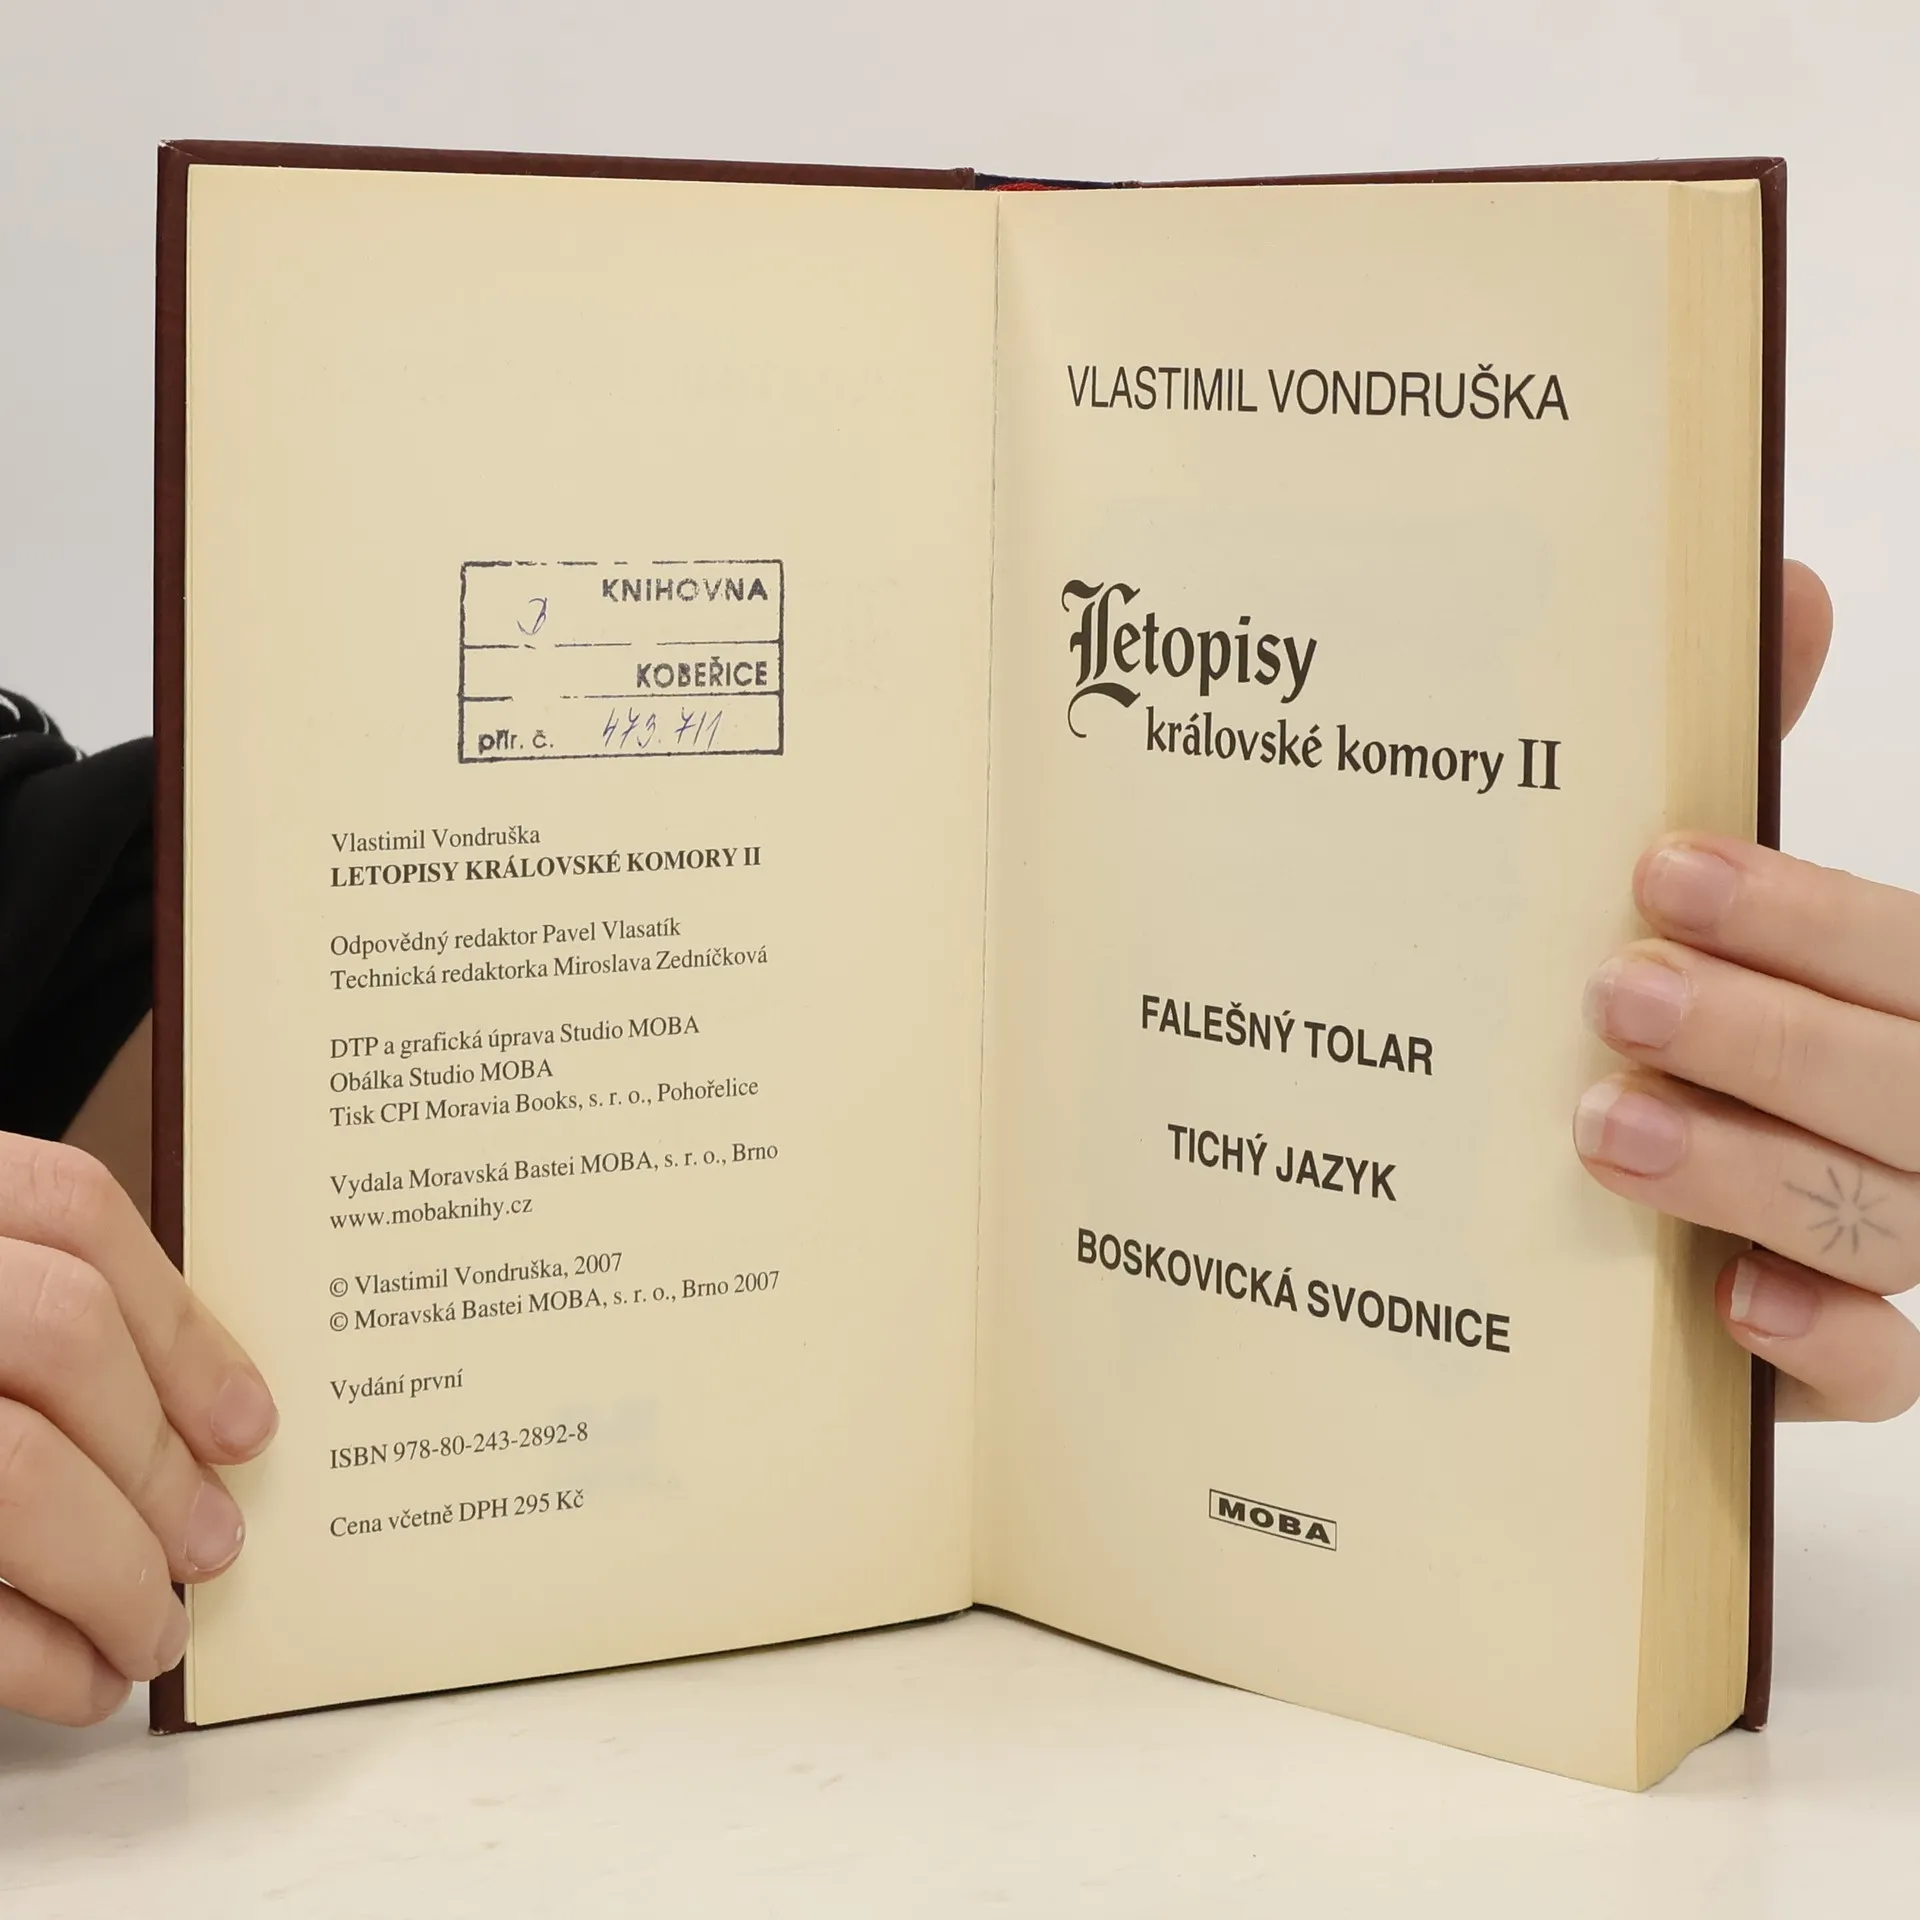 KNIHOVNA
KOBEŘICE
přír. č. 473.711
Vlastimil Vondruška
LETOPISY KRÁLOVSKÉ KOMORY II
Odpovědný redaktor Pavel Vlasatík
Technická redaktorka Miroslava Zedníčková
DTP a grafická úprava Studio MOBA
Obálka Studio MOBA
Tisk CPI Moravia Books, s. r. o., Pohořelice
Vydala Moravská Bastei MOBA, s. r. o., Brno
www.mobaknihy.cz
© Vlastimil Vondruška, 2007
© Moravská Bastei MOBA, s. r. o., Brno 2007
Vydání první
ISBN 978-80-243-2892-8
Cena včetně DPH 295 Kč
VLASTIMIL VONDRUŠKA
Letopisy
královské komory II
FALEŠNÝ TOLAR
TICHÝ JAZYK
BOSKOVICKÁ SVODNICE
MOBA